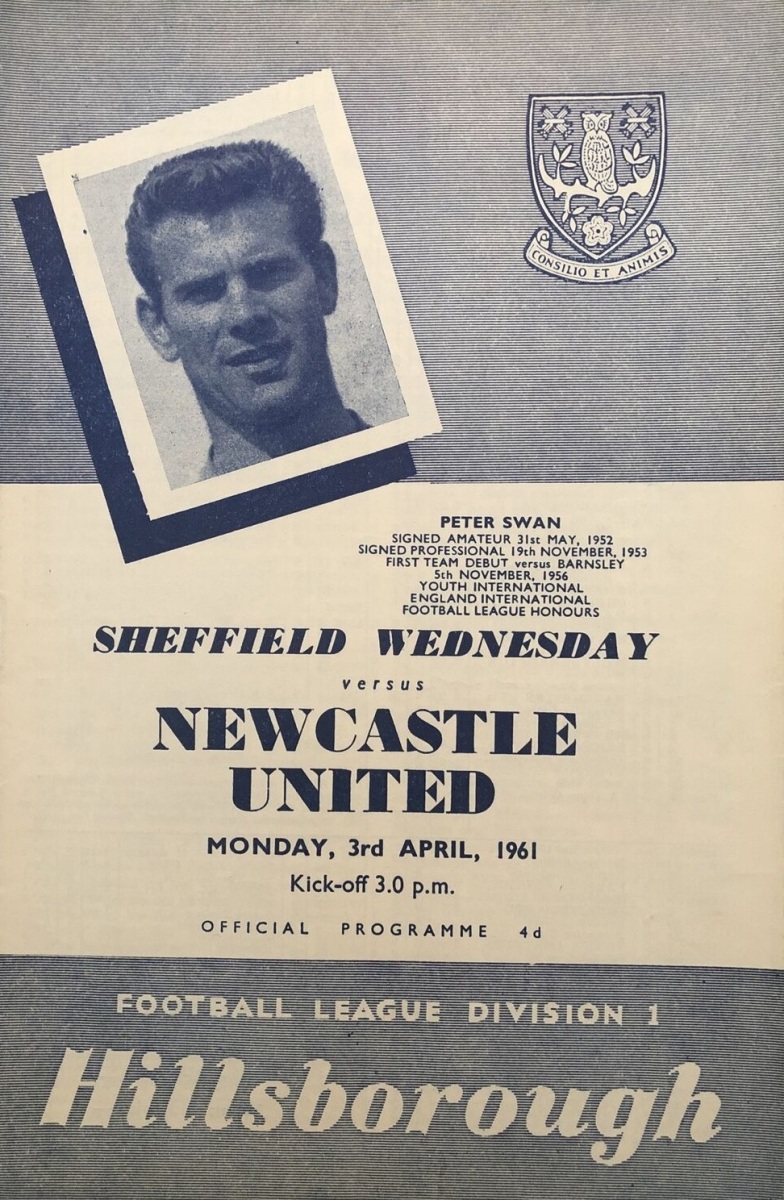 CONSILIO ET ANIMIS
PETER SWAN
SIGNED AMATEUR 31st MAY, 1952
SIGNED PROFESSIONAL 19th NOVEMBER, 1953
FIRST TEAM DEBUT versus BARNSLEY
5th NOVEMBER, 1956
YOUTH INTERNATIONAL
ENGLAND INTERNATIONAL
FOOTBALL LEAGUE HONOURS
SHEFFIELD WEDNESDAY
versus
NEWCASTLE
UNITED
MONDAY, 3rd APRIL, 1961
Kick-off 3.0 p.m.
OFFICIAL PROGRAMME 4d
FOOTBALL LEAGUE DIVISION 1
Hillsborough